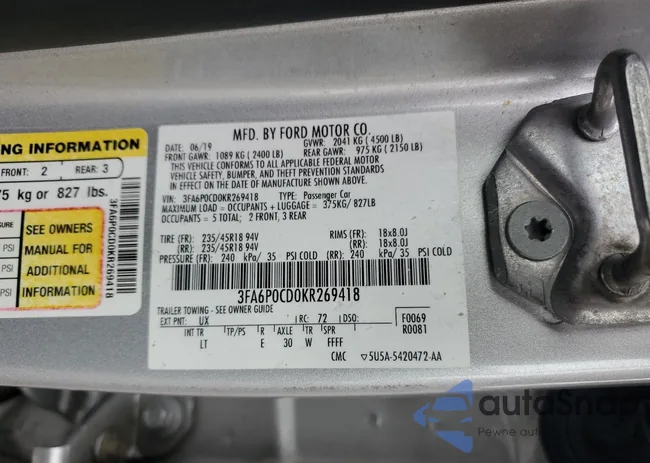 NG INFORMATION
FRONT: 2 REAR: 3
75 kg or 827 lbs.
SSURE
PSI
PSI
PSI
SEE OWNERS
MANUAL FOR
ADDITIONAL
INFORMATION
3FA6P0CD0KR269418
MFD. BY FORD MOTOR CO.
DATE: 06/19 GVWR: 2041 KG ( 4500 LB)
FRONT GAWR: 1089 KG ( 2400 LB) REAR GAWR: 975 KG ( 2150 LB)
THIS VEHICLE CONFORMS TO ALL APPLICABLE FEDERAL MOTOR
VEHICLE SAFETY, BUMPER, AND THEFT PREVENTION STANDARDS IN
EFFECT ON THE DATE OF MANUFACTURE SHOWN ABOVE.
VIN: 3FA6P0CD0KR269418 TYPE: Passenger Car
MAXIMUM LOAD = OCCUPANTS + LUGGAGE = 375KG/ 827LB
OCCUPANTS = 5 TOTAL: 2 FRONT, 3 REAR
TIRE (FR): 235/45R18 94V RIMS (FR): 18x8.0J
TIRE (RR): 235/45R18 94V (RR): 18x8.0J
PRESSURE (FR): 240 kPa/ 35 PSI COLD (RR): 240 kPa/ 35 PSI COLD
3FA6P0CD0KR269418
TRAILER TOWING - SEE OWNER GUIDE
EXT PNT: UX RC: 72 DSO: F0069
R0081
INT TR TP/PS R AXLE TR SPR
LT E 30 W FFFF
CMC ▽5U5A-5420472-AA
autoSnap
Pewne auto